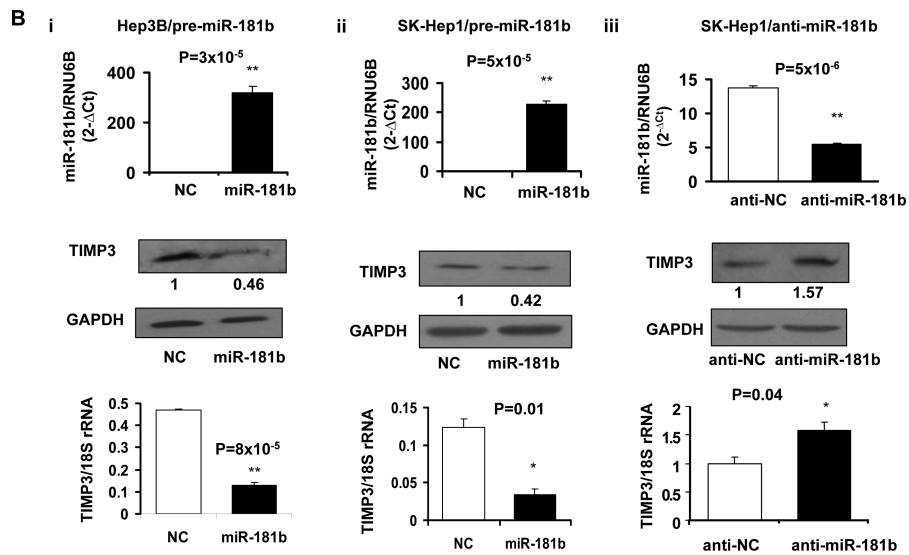 B
i
Hep3B/pre-miR-181b
miR-181b/RNU6B
(2-ΔCt)
P=3x10-5
**
400
200
0
NC miR-181b
TIMP3
1 0.46
GAPDH
NC miR-181b
TIMP3/18S rRNA
0.5
0.4
0.3
0.2
0.1
0
P=8x10-5
**
NC miR-181b
ii
SK-Hep1/pre-miR-181b
miR-181b/RNU6B
(2-ΔCt)
P=5x10-5
**
300
200
100
0
NC miR-181b
TIMP3
1 0.42
GAPDH
NC miR-181b
TIMP3/18S rRNA
0.15
0.1
0.05
0
P=0.01
*
NC miR-181b
iii
SK-Hep1/anti-miR-181b
miR-181b/RNU6B
(2-ΔCt)
P=5x10-6
**
15
10
5
0
anti-NC anti-miR-181b
TIMP3
1 1.57
GAPDH
anti-NC anti-miR-181b
TIMP3/18S rRNA
P=0.04
*
2
1.5
1
0.5
0
anti-NC anti-miR-181b